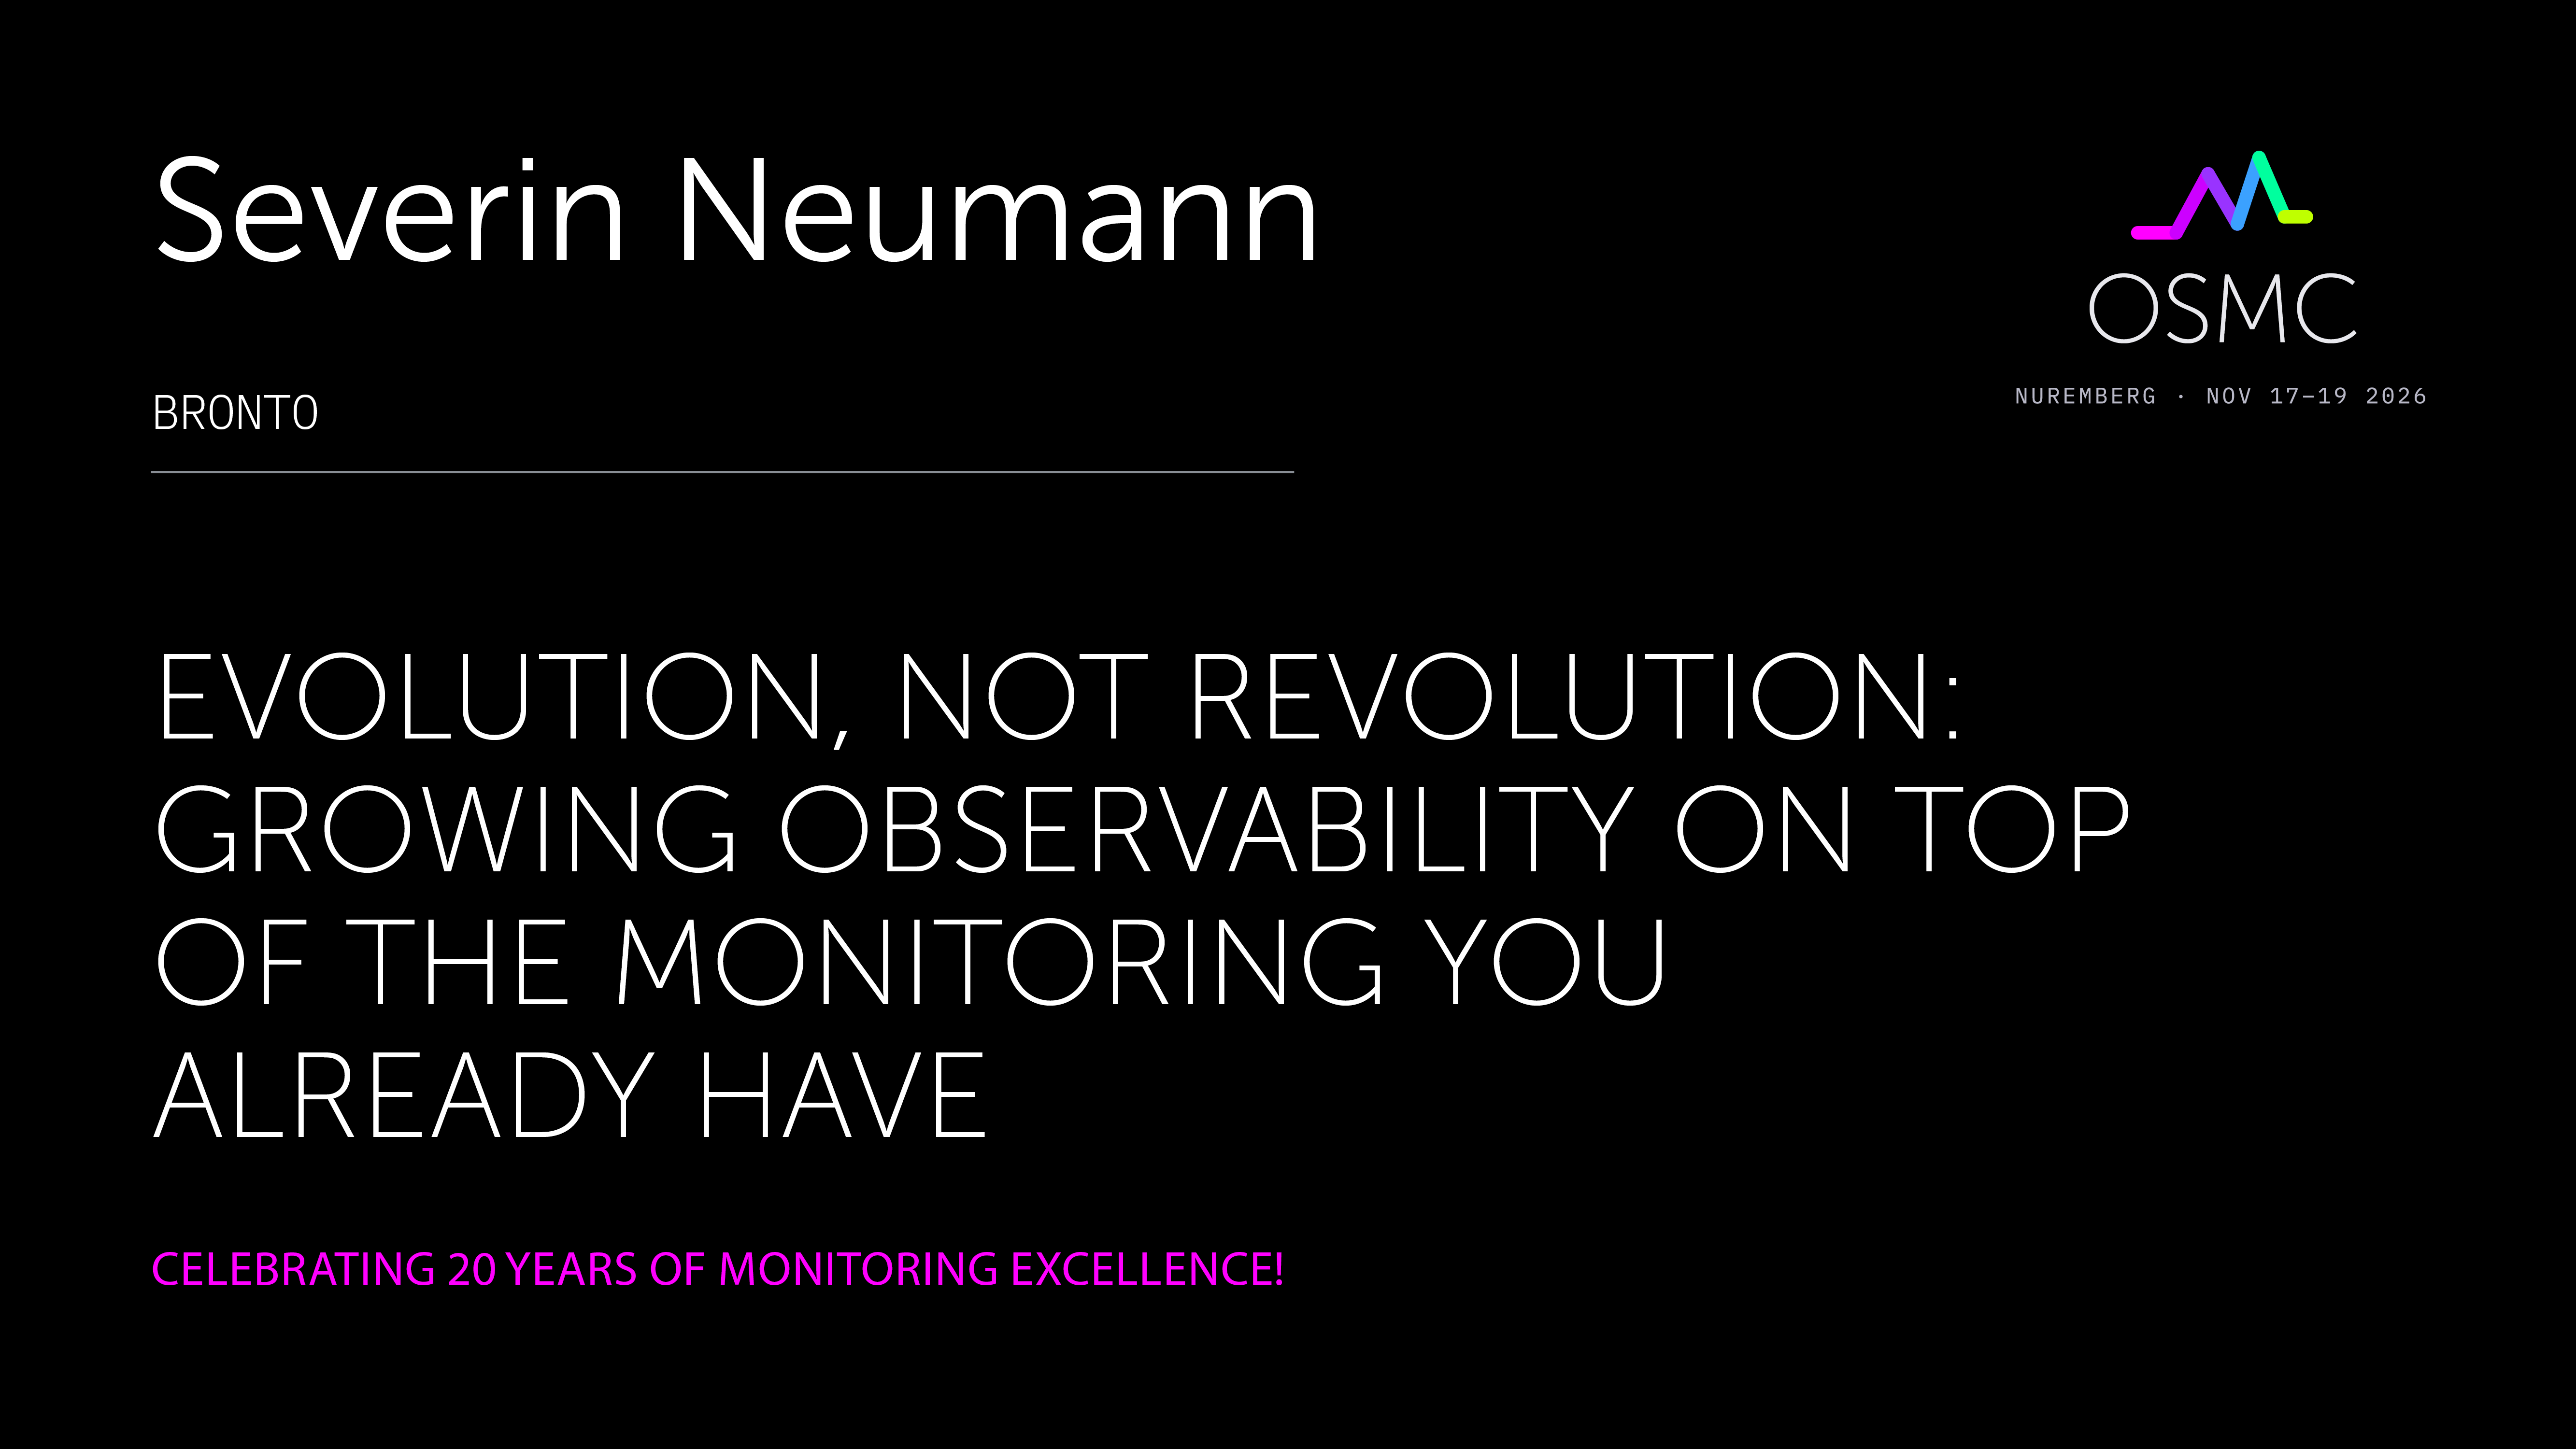 Severin Neumann
OSMC
NUREMBERG · NOV 17–19 2026
BRONTO
EVOLUTION, NOT REVOLUTION:
GROWING OBSERVABILITY ON TOP
OF THE MONITORING YOU
ALREADY HAVE
CELEBRATING 20 YEARS OF MONITORING EXCELLENCE!